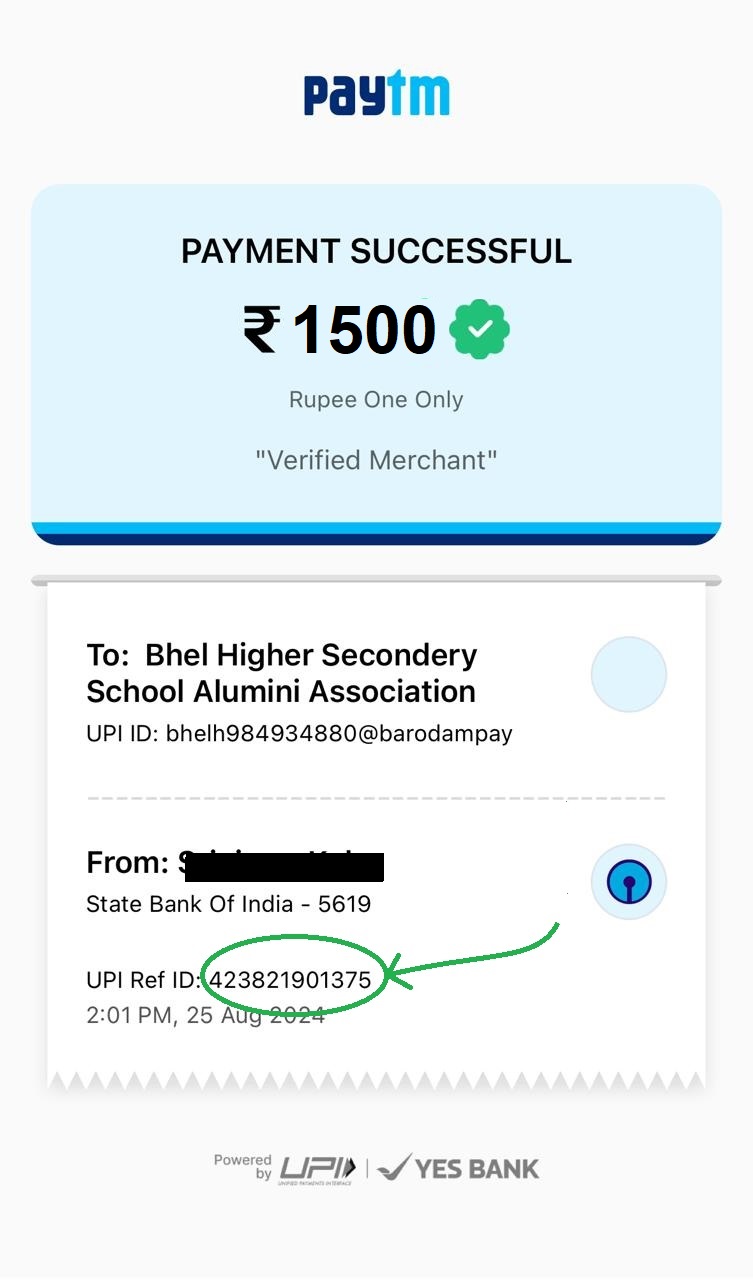 paytm
PAYMENT SUCCESSFUL
₹ 1500
Rupee One Only
"Verified Merchant"
To: Bhel Higher Secondery
School Alumini Association
UPI ID: bhelh984934880@barodampay
From:
State Bank Of India - 5619
UPI Ref ID: 423821901375
2:01 PM, 25 Aug 2024
Powered
by
UPI
UNIFIED PAYMENTS INTERFACE
YES BANK